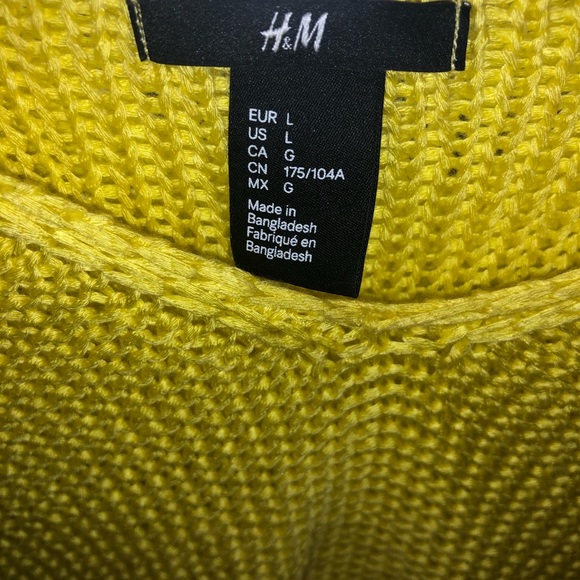 H&M
EUR L
US L
CA G
CN 175/104A
MX G
Made in
Bangladesh
Fabriqué en
Bangladesh